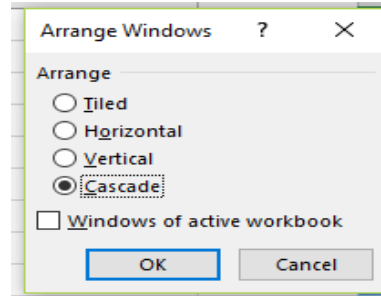 Arrange Windows ?
Arrange
Tiled
Horizontal
Vertical
Cascade
Windows of active workbook
OK Cancel